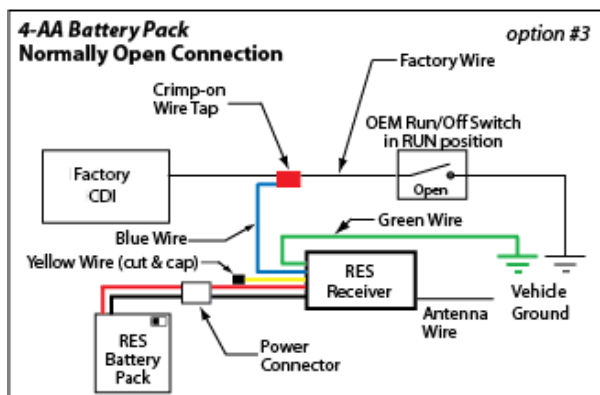 4-AA Battery Pack
option #3
Normally Open Connection
Factory Wire
Crimp-on
Wire Tap
OEM Run/Off Switch
in RUN position
Factory
CDI
Open
Green Wire
Blue Wire
Yellow Wire (cut & cap)
RES
Receiver
Vehicle
Ground
Antenna
Wire
RES
Battery
Pack
Power
Connector